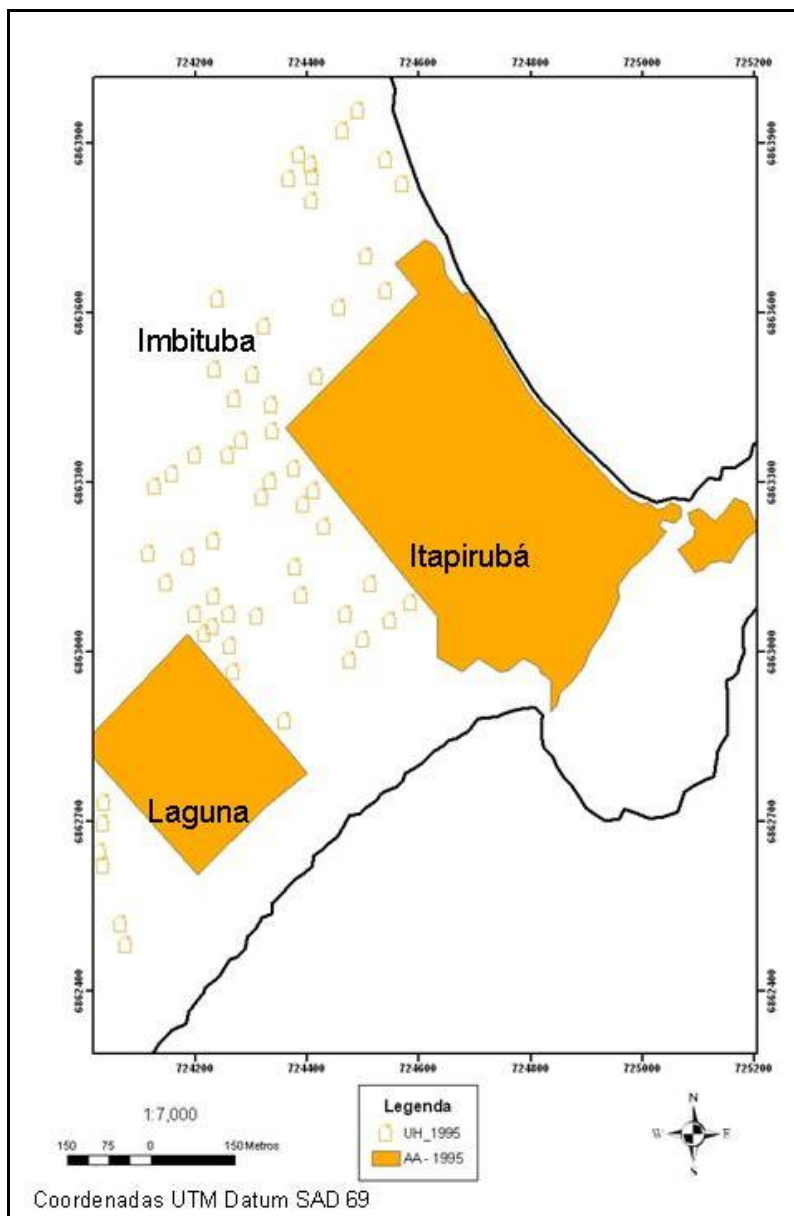 724200 724400 724600 724800 725000 725200
6863900 6863900
6863600 6863600
Imbituba
6863300 6863300
Itapirubá
6863000 6863000
Laguna
6862700 6862700
6862400 6862400
724200 724400 724600 724800 725000 725200
1:7,000
150 75 0 150 Metros
Legenda
UH_1995
AA - 1995
N
W E
S
Coordenadas UTM Datum SAD 69